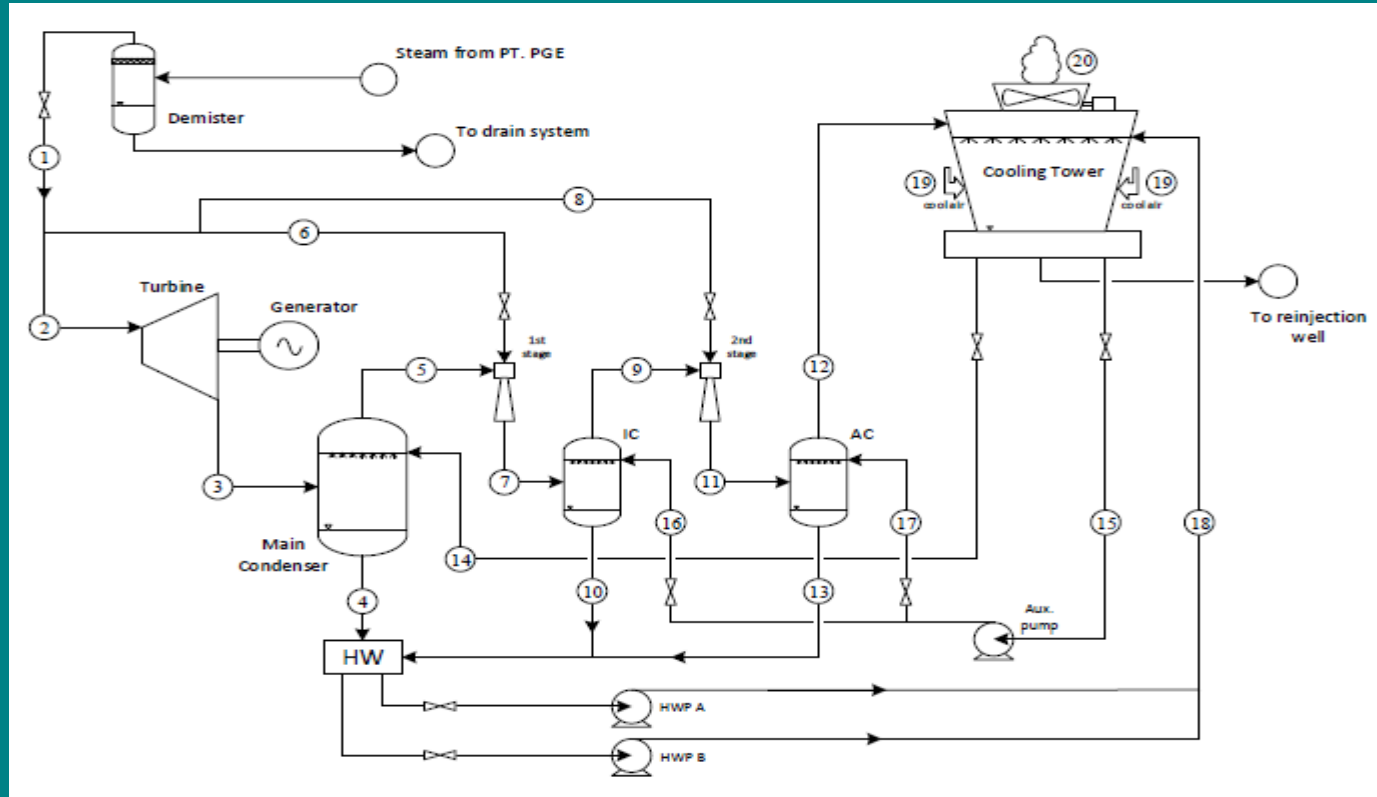 Steam from PT. PGE
20
Demister
To drain system
1
Cooling Tower
19
19
cool air
cool air
8
6
Turbine
Generator
To reinjection
well
2
1st
stage
2nd
stage
5
9
12
IC
AC
3
7
11
16
17
15
18
Main
Condenser
14
4
10
13
Aux.
pump
HW
HWP A
HWP B